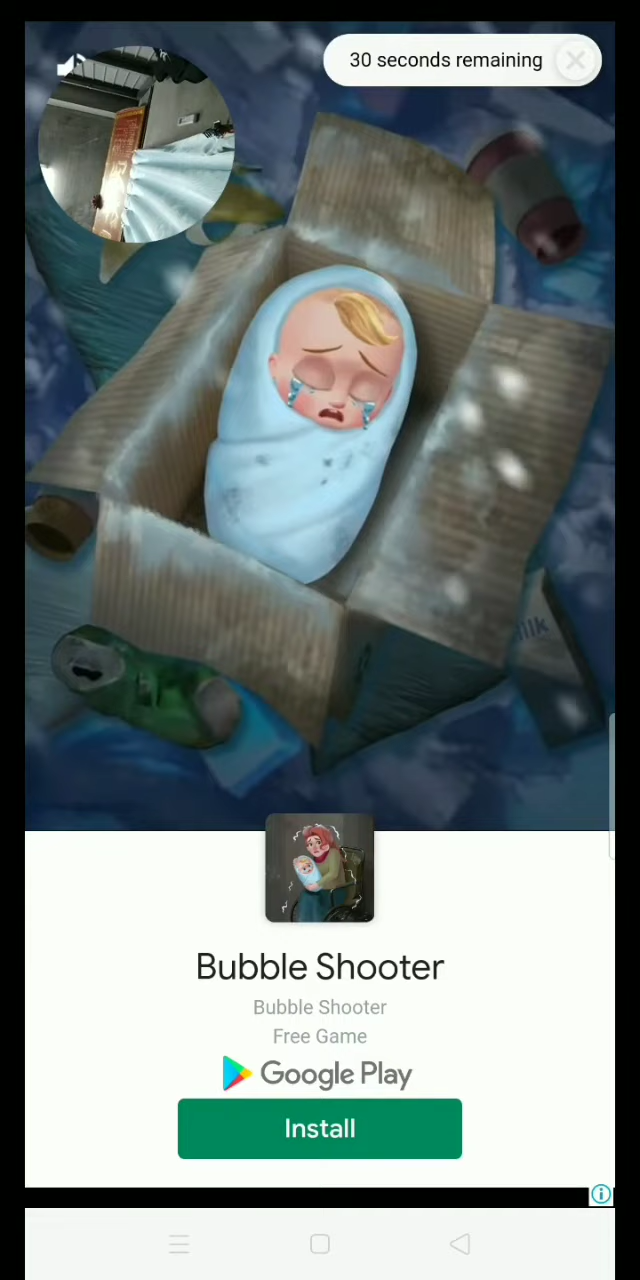 30 seconds remaining
Bubble Shooter
Bubble Shooter
Free Game
Google Play
Install